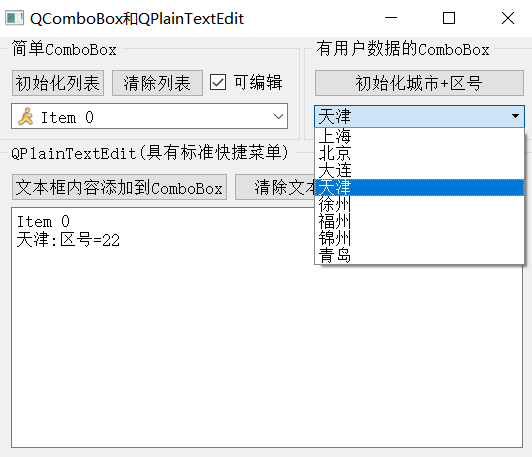 QComboBox和QPlainTextEdit
简单ComboBox
有用户数据的ComboBox
初始化列表
清除列表
可编辑
初始化城市+区号
Item 0
天津
上海
北京
大连
天津
徐州
福州
锦州
青岛
QPlainTextEdit(具有标准快捷菜单)
文本框内容添加到ComboBox
清除文本
Item 0
天津:区号=22